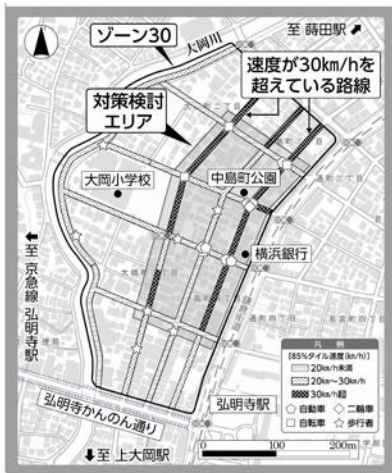 至 蒔田駅
ゾーン30
大岡川
速度が30km/hを
超えている路線
対策検討
エリア
大岡小学校
中島町公園
横浜銀行
至 京急線 弘明寺駅
通町四丁目
弘明寺駅
弘明寺かんのん通り
至 上大岡駅
凡例
[85%タイル速度(km/h)]
20km/h未満
20km〜30km/h
30km/h超
自動車
二輪車
自転車
歩行者
0 100 200m